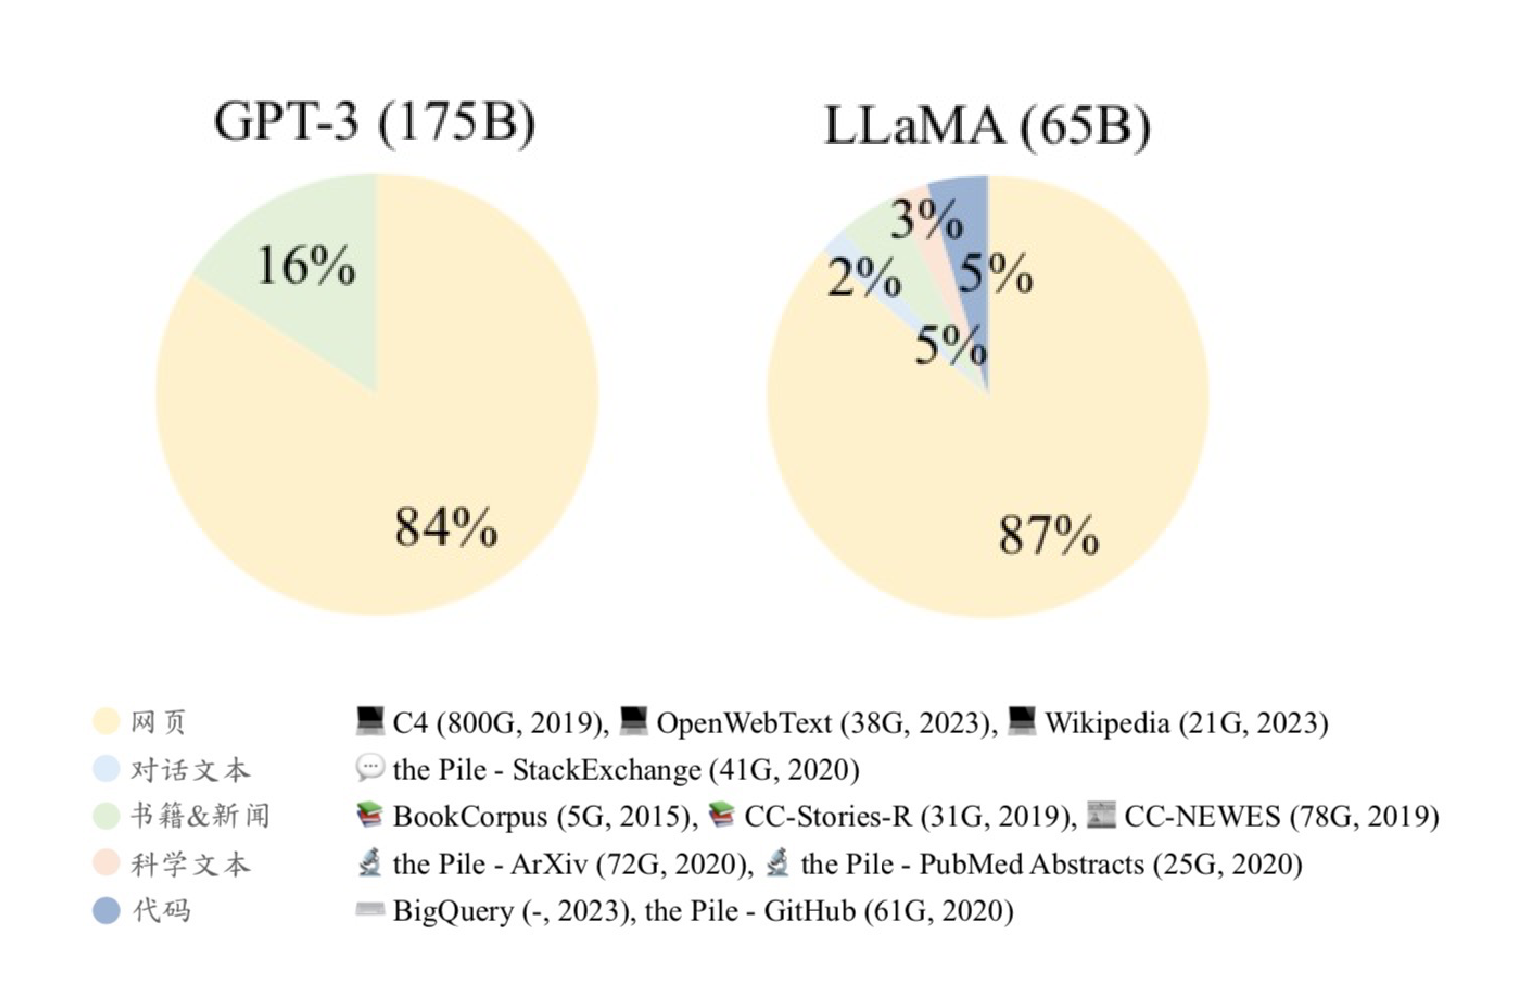 GPT-3 (175B)
LLaMA (65B)
16%
84%
3%
2%
5%
5%
87%
网页 C4 (800G, 2019), OpenWebText (38G, 2023), Wikipedia (21G, 2023)
对话文本 the Pile - StackExchange (41G, 2020)
书籍&新闻 BookCorpus (5G, 2015), CC-Stories-R (31G, 2019), CC-NEWES (78G, 2019)
科学文本 the Pile - ArXiv (72G, 2020), the Pile - PubMed Abstracts (25G, 2020)
代码 BigQuery (-, 2023), the Pile - GitHub (61G, 2020)